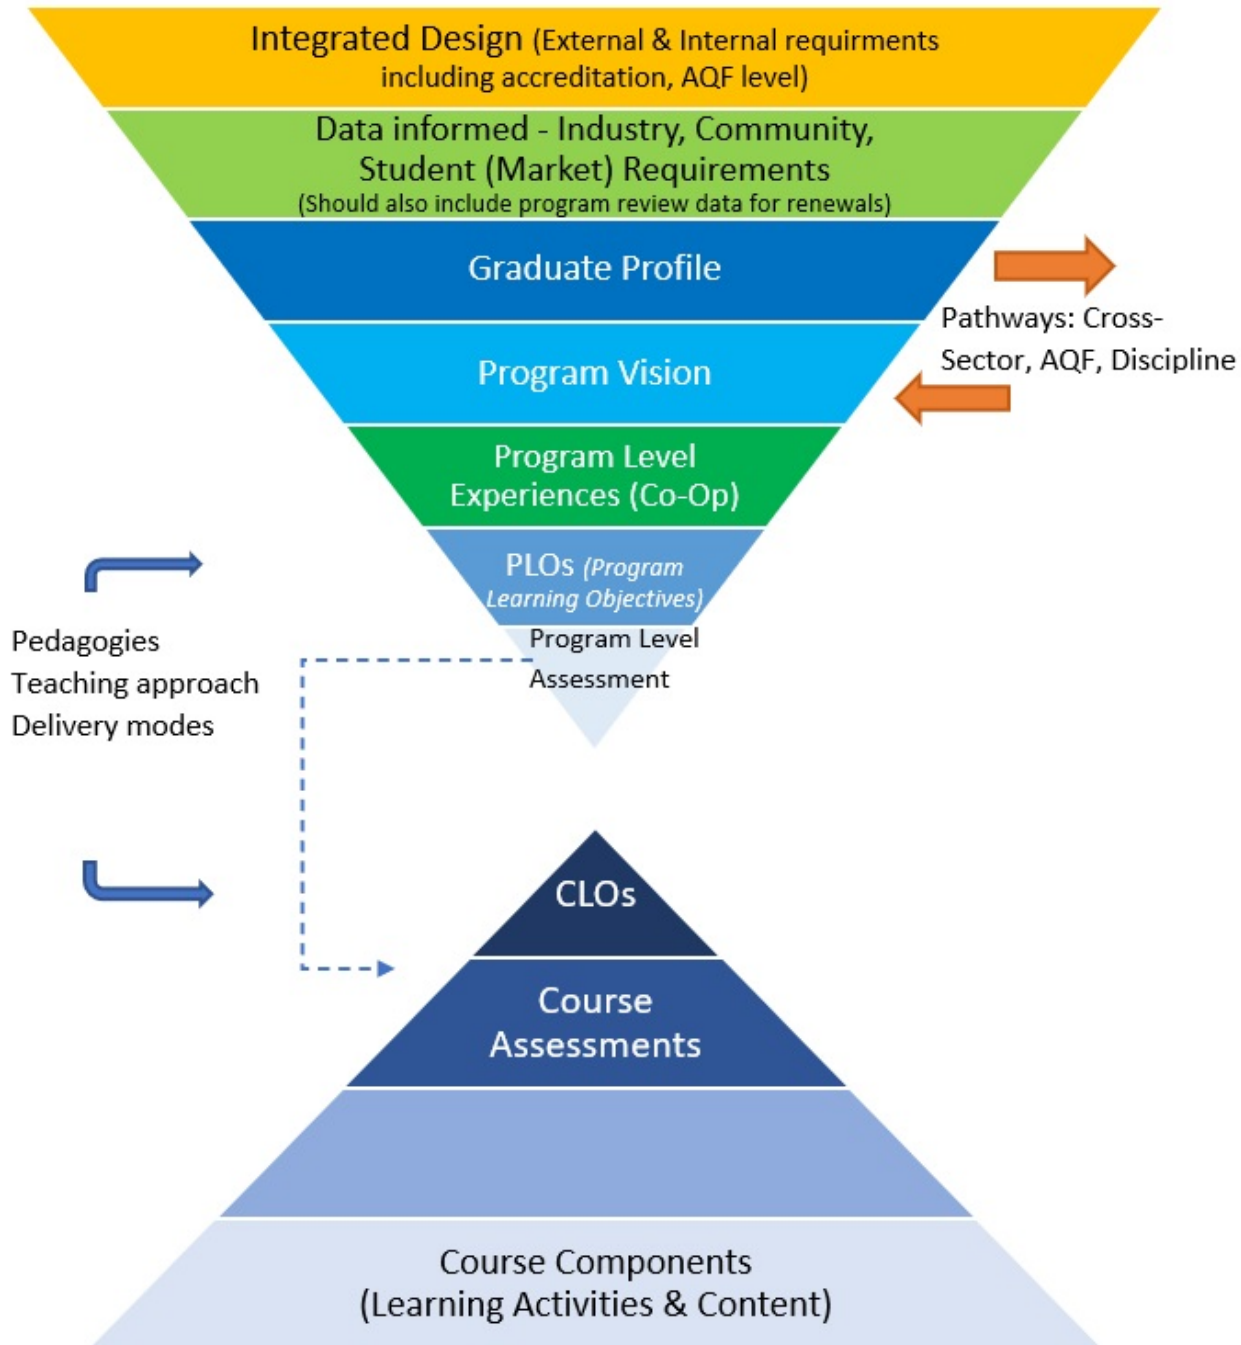 Integrated Design (External & Internal requirments
including accreditation, AQF level)
Data informed - Industry, Community,
Student (Market) Requirements
(Should also include program review data for renewals)
Graduate Profile
Pathways: Cross-
Sector, AQF, Discipline
Program Vision
Program Level
Experiences (Co-Op)
PLOs (Program
Learning Objectives)
Program Level
Assessment
Pedagogies
Teaching approach
Delivery modes
CLOs
Course
Assessments
Course Components
(Learning Activities & Content)